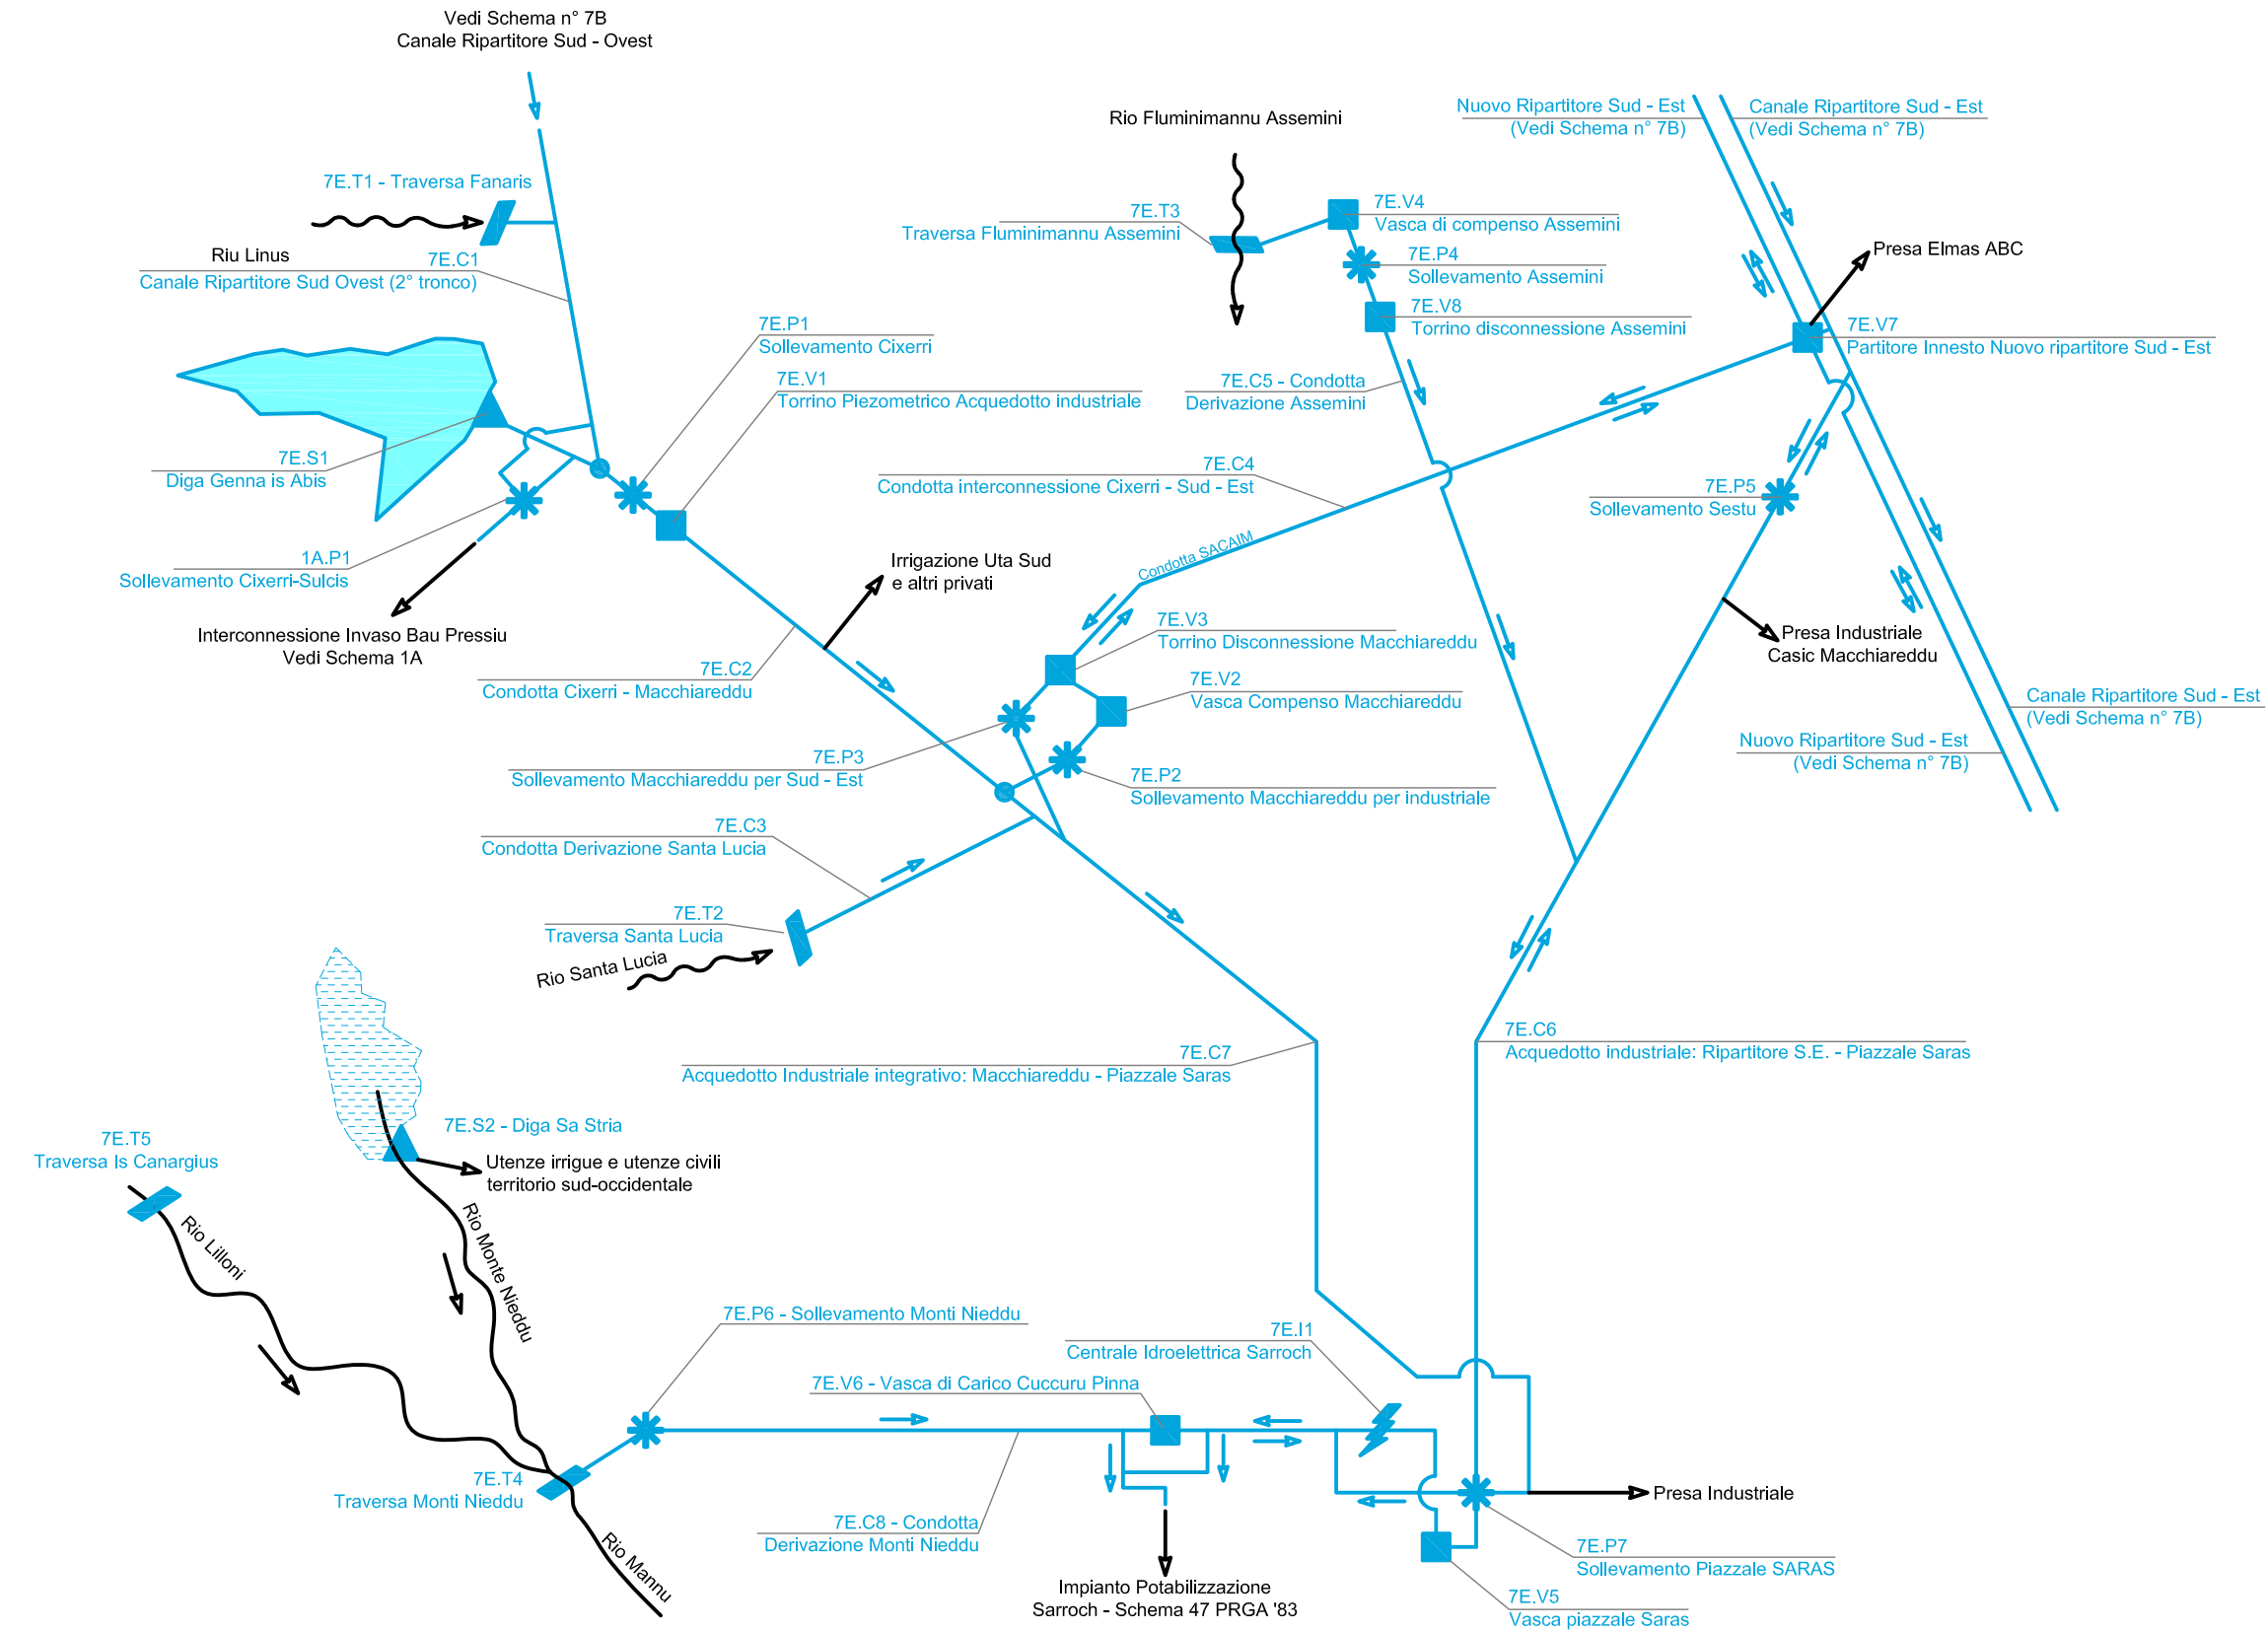 Vedi Schema n° 7B
Canale Ripartitore Sud - Ovest
7E.T1 - Traversa Fanaris
Riu Linus
7E.C1
Canale Ripartitore Sud Ovest (2° tronco)
Rio Fluminimannu Assemini
7E.T3
Traversa Fluminimannu Assemini
7E.V4
Vasca di compenso Assemini
7E.P4
Sollevamento Assemini
7E.V8
Torrino disconnessione Assemini
7E.C5 - Condotta
Derivazione Assemini
Nuovo Ripartitore Sud - Est
(Vedi Schema n° 7B)
Canale Ripartitore Sud - Est
(Vedi Schema n° 7B)
Presa Elmas ABC
7E.V7
Partitore Innesto Nuovo ripartitore Sud - Est
7E.P1
Sollevamento Cixerri
7E.V1
Torrino Piezometrico Acquedotto industriale
7E.S1
Diga Genna is Abis
1A.P1
Sollevamento Cixerri-Sulcis
Interconnessione Invaso Bau Pressiu
Vedi Schema 1A
7E.C4
Condotta interconnessione Cixerri - Sud - Est
Condotta SACAIM
7E.P5
Sollevamento Sestu
Irrigazione Uta Sud
e altri privati
7E.C2
Condotta Cixerri - Macchiareddu
7E.V3
Torrino Disconnessione Macchiareddu
7E.V2
Vasca Compenso Macchiareddu
7E.P3
Sollevamento Macchiareddu per Sud - Est
7E.P2
Sollevamento Macchiareddu per industriale
Presa Industriale
Casic Macchiareddu
Canale Ripartitore Sud - Est
(Vedi Schema n° 7B)
Nuovo Ripartitore Sud - Est
(Vedi Schema n° 7B)
7E.C3
Condotta Derivazione Santa Lucia
7E.T2
Traversa Santa Lucia
Rio Santa Lucia
7E.C7
Acquedotto Industriale integrativo: Macchiareddu - Piazzale Saras
7E.C6
Acquedotto industriale: Ripartitore S.E. - Piazzale Saras
7E.S2 - Diga Sa Stria
Utenze irrigue e utenze civili
territorio sud-occidentale
7E.T5
Traversa Is Canargius
Rio Lilloni
Rio Monte Nieddu
7E.P6 - Sollevamento Monti Nieddu
7E.I1
Centrale Idroelettrica Sarroch
7E.V6 - Vasca di Carico Cuccuru Pinna
7E.T4
Traversa Monti Nieddu
7E.C8 - Condotta
Derivazione Monti Nieddu
Rio Mannu
Presa Industriale
7E.P7
Sollevamento Piazzale SARAS
7E.V5
Vasca piazzale Saras
Impianto Potabilizzazione
Sarroch - Schema 47 PRGA '83